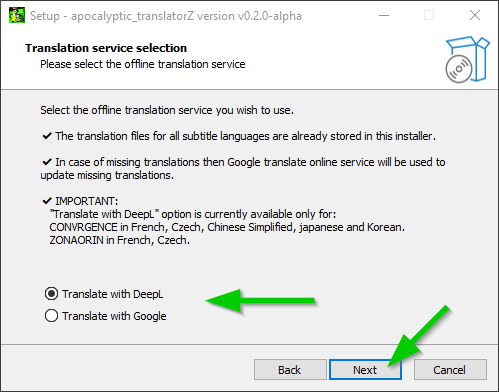 Setup - apocalyptic_translatorZ version v0.2.0-alpha
Translation service selection
Please select the offline translation service
Select the offline translation service you wish to use.
✔ The translation files for all subtitle languages are already stored in this installer.
✔ In case of missing translations then Google translate online service will be used to
update missing translations.
✔ IMPORTANT:
"Translate with DeepL" option is currently available only for:
CONVRGENCE in French, Czech, Chinese Simplified, japanese and Korean.
ZONAORIN in French, Czech.
Translate with DeepL
Translate with Google
Back
Next
Cancel